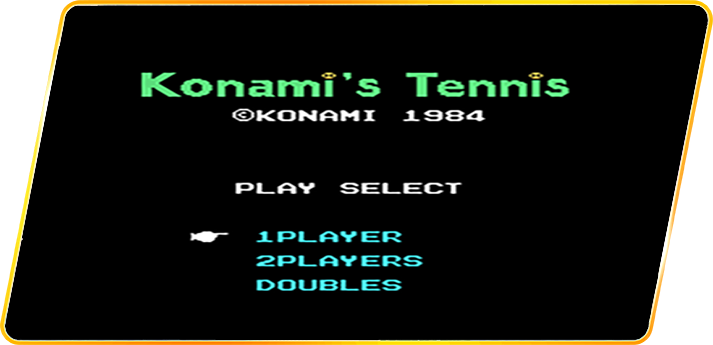 Konami's Tennis
©KONAMI 1984
PLAY SELECT
1PLAYER
2PLAYERS
DOUBLES